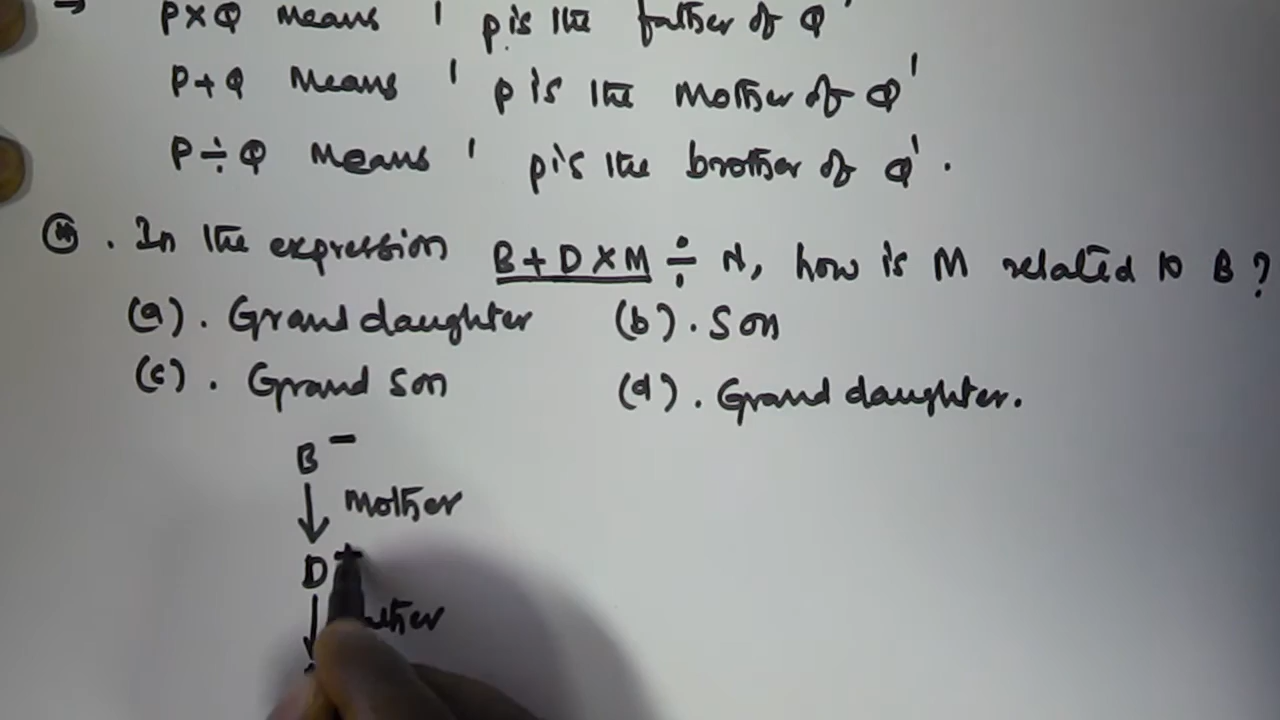 → P×Q Means ' P is the father of Q'
P+Q Means ' P is the Mother of Q'
P÷Q Means ' P is the brother of Q'.
. In the expression B+D×M÷N, how is M related to B?
(a). Grand daughter (b). Son
(c). Grand Son (d). Grand daughter.
B −
↓ Mother
D +
↓